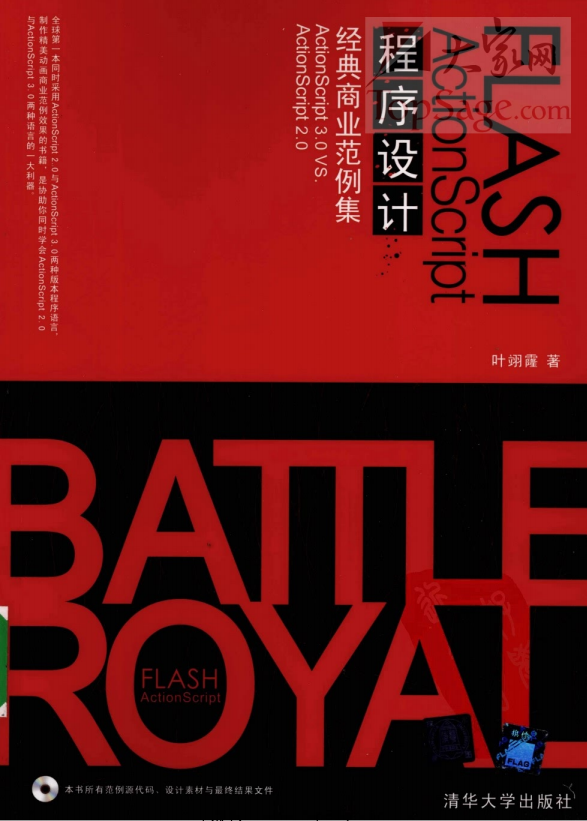 FLASH
ActionScript
程序设计
经典商业范例集
ActionScript 3.0 VS.
ActionScript 2.0
全球第一本同时采用ActionScript 2.0与ActionScript 3.0两种版本程序语言,
制作精美动画商业范例效果的书籍, 是协助你同时学会ActionScript 2.0
与ActionScript 3.0两种语言的一大利器。
叶翊霳 著
BATTLE
ROYAL
FLASH
ActionScript
FLAG
本书所有范例源代码、设计素材与最终结果文件
清华大学出版社